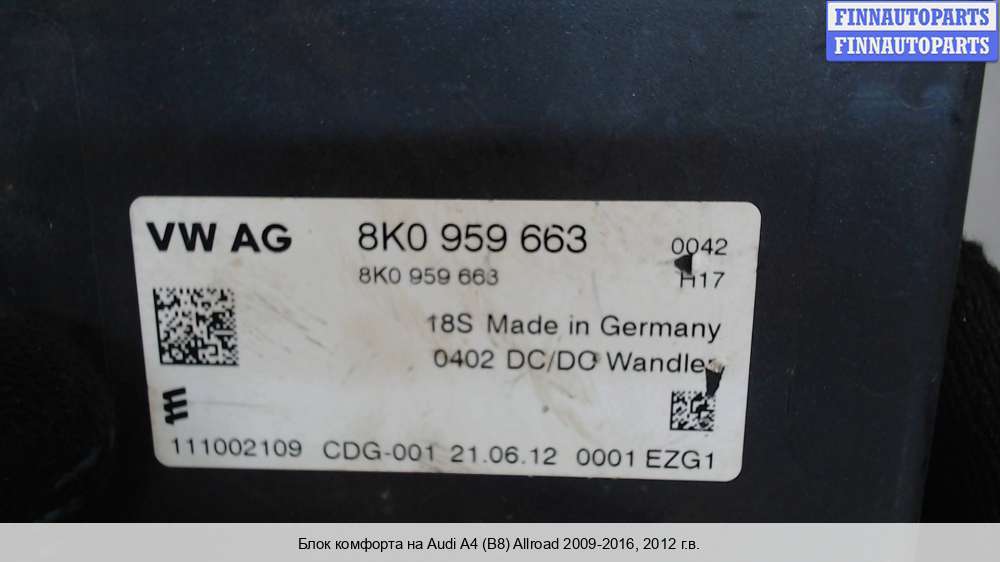 FINNAUTOPARTS
FINNAUTOPARTS
VW AG 8K0 959 663 0042
8K0 959 663 H17
18S Made in Germany
0402 DC/DC Wandler
111002109 CDG-001 21.06.12 0001 EZG1
Блок комфорта на Audi A4 (B8) Allroad 2009-2016, 2012 г.в.